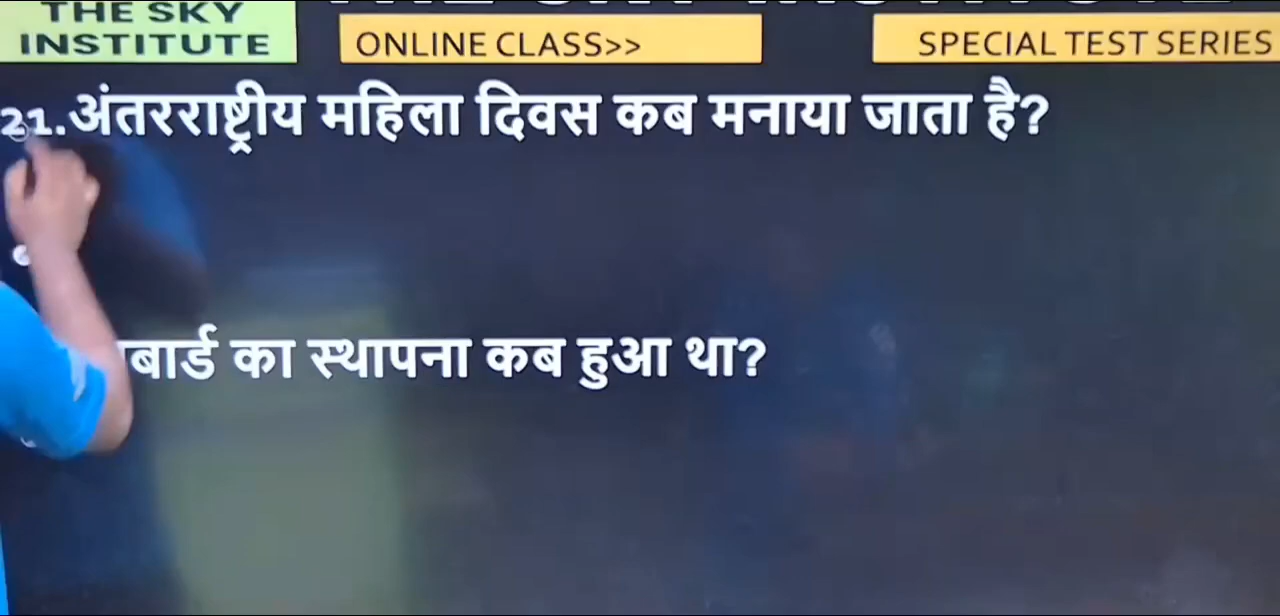 THE SKY
INSTITUTE
ONLINE CLASS>>
SPECIAL TEST SERIES
21.अंतरराष्ट्रीय महिला दिवस कब मनाया जाता है?
का स्थापना कब हुआ था?